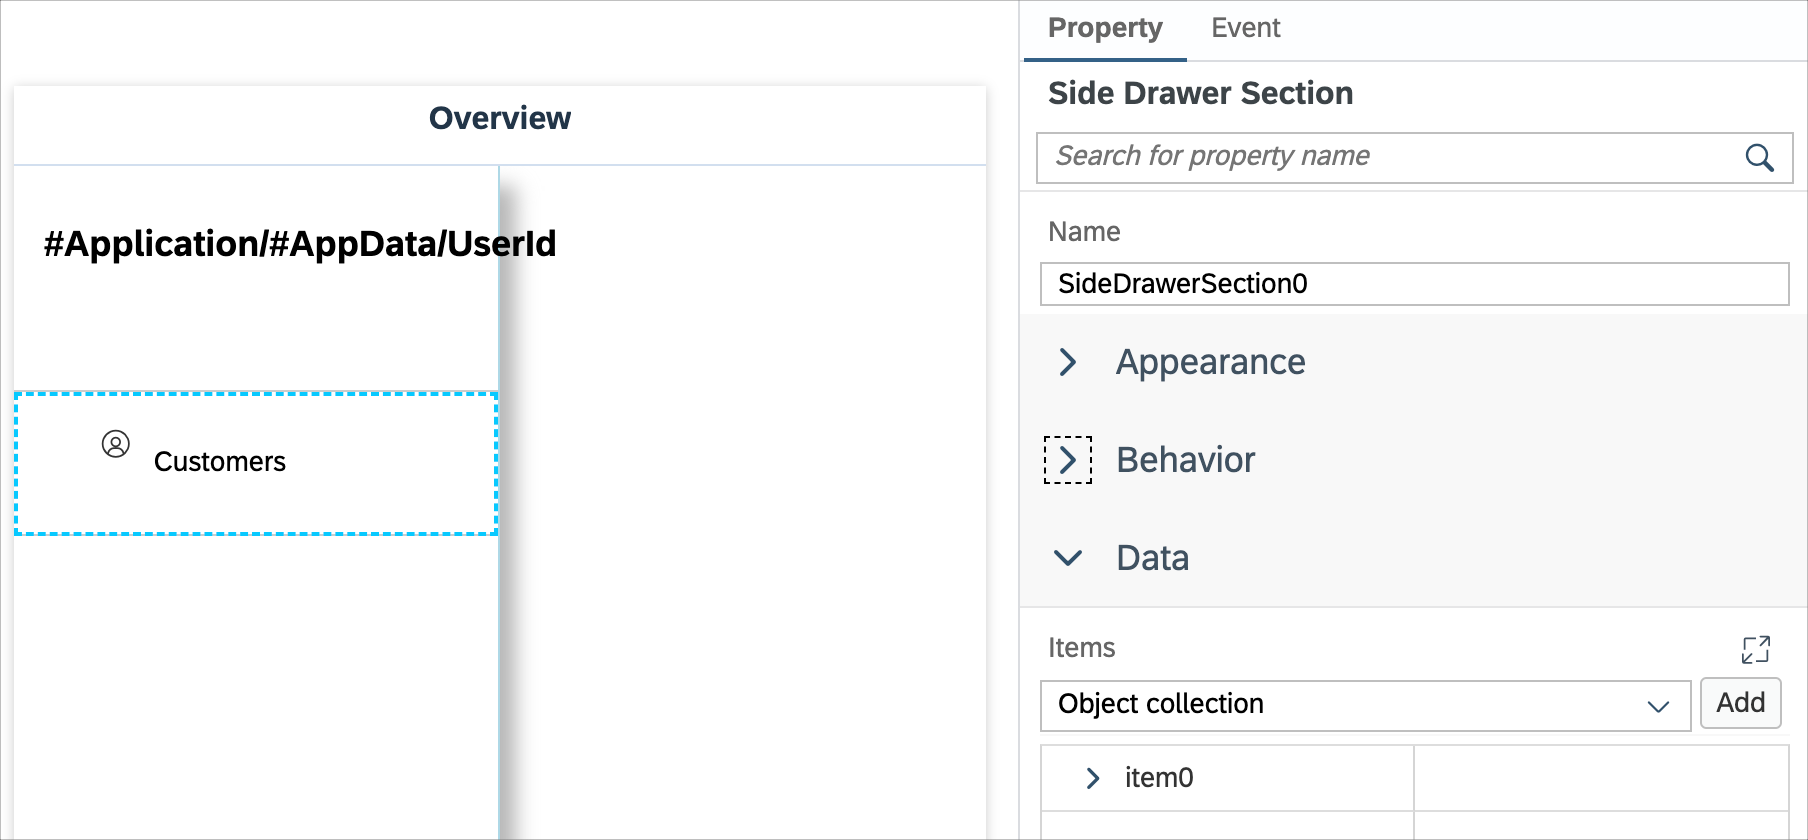 Overview
#Application/#AppData/UserId
Customers
Property Event
Side Drawer Section
Search for property name
Name
SideDrawerSection0
Appearance
Behavior
Data
Items
Object collection
Add
item0